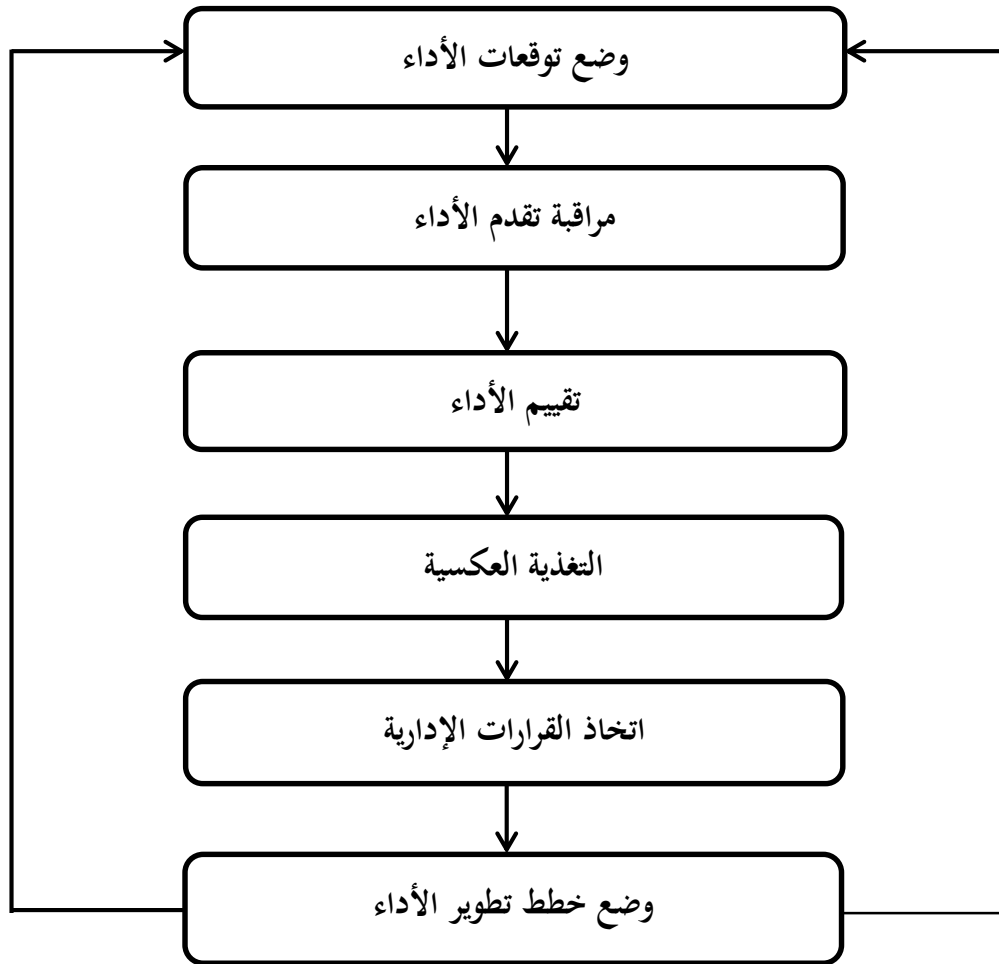 وضع توقعات الأداء
مراقبة تقدم الأداء
تقييم الأداء
التغذية العكسية
اتخاذ القرارات الإدارية
وضع خطط تطوير الأداء